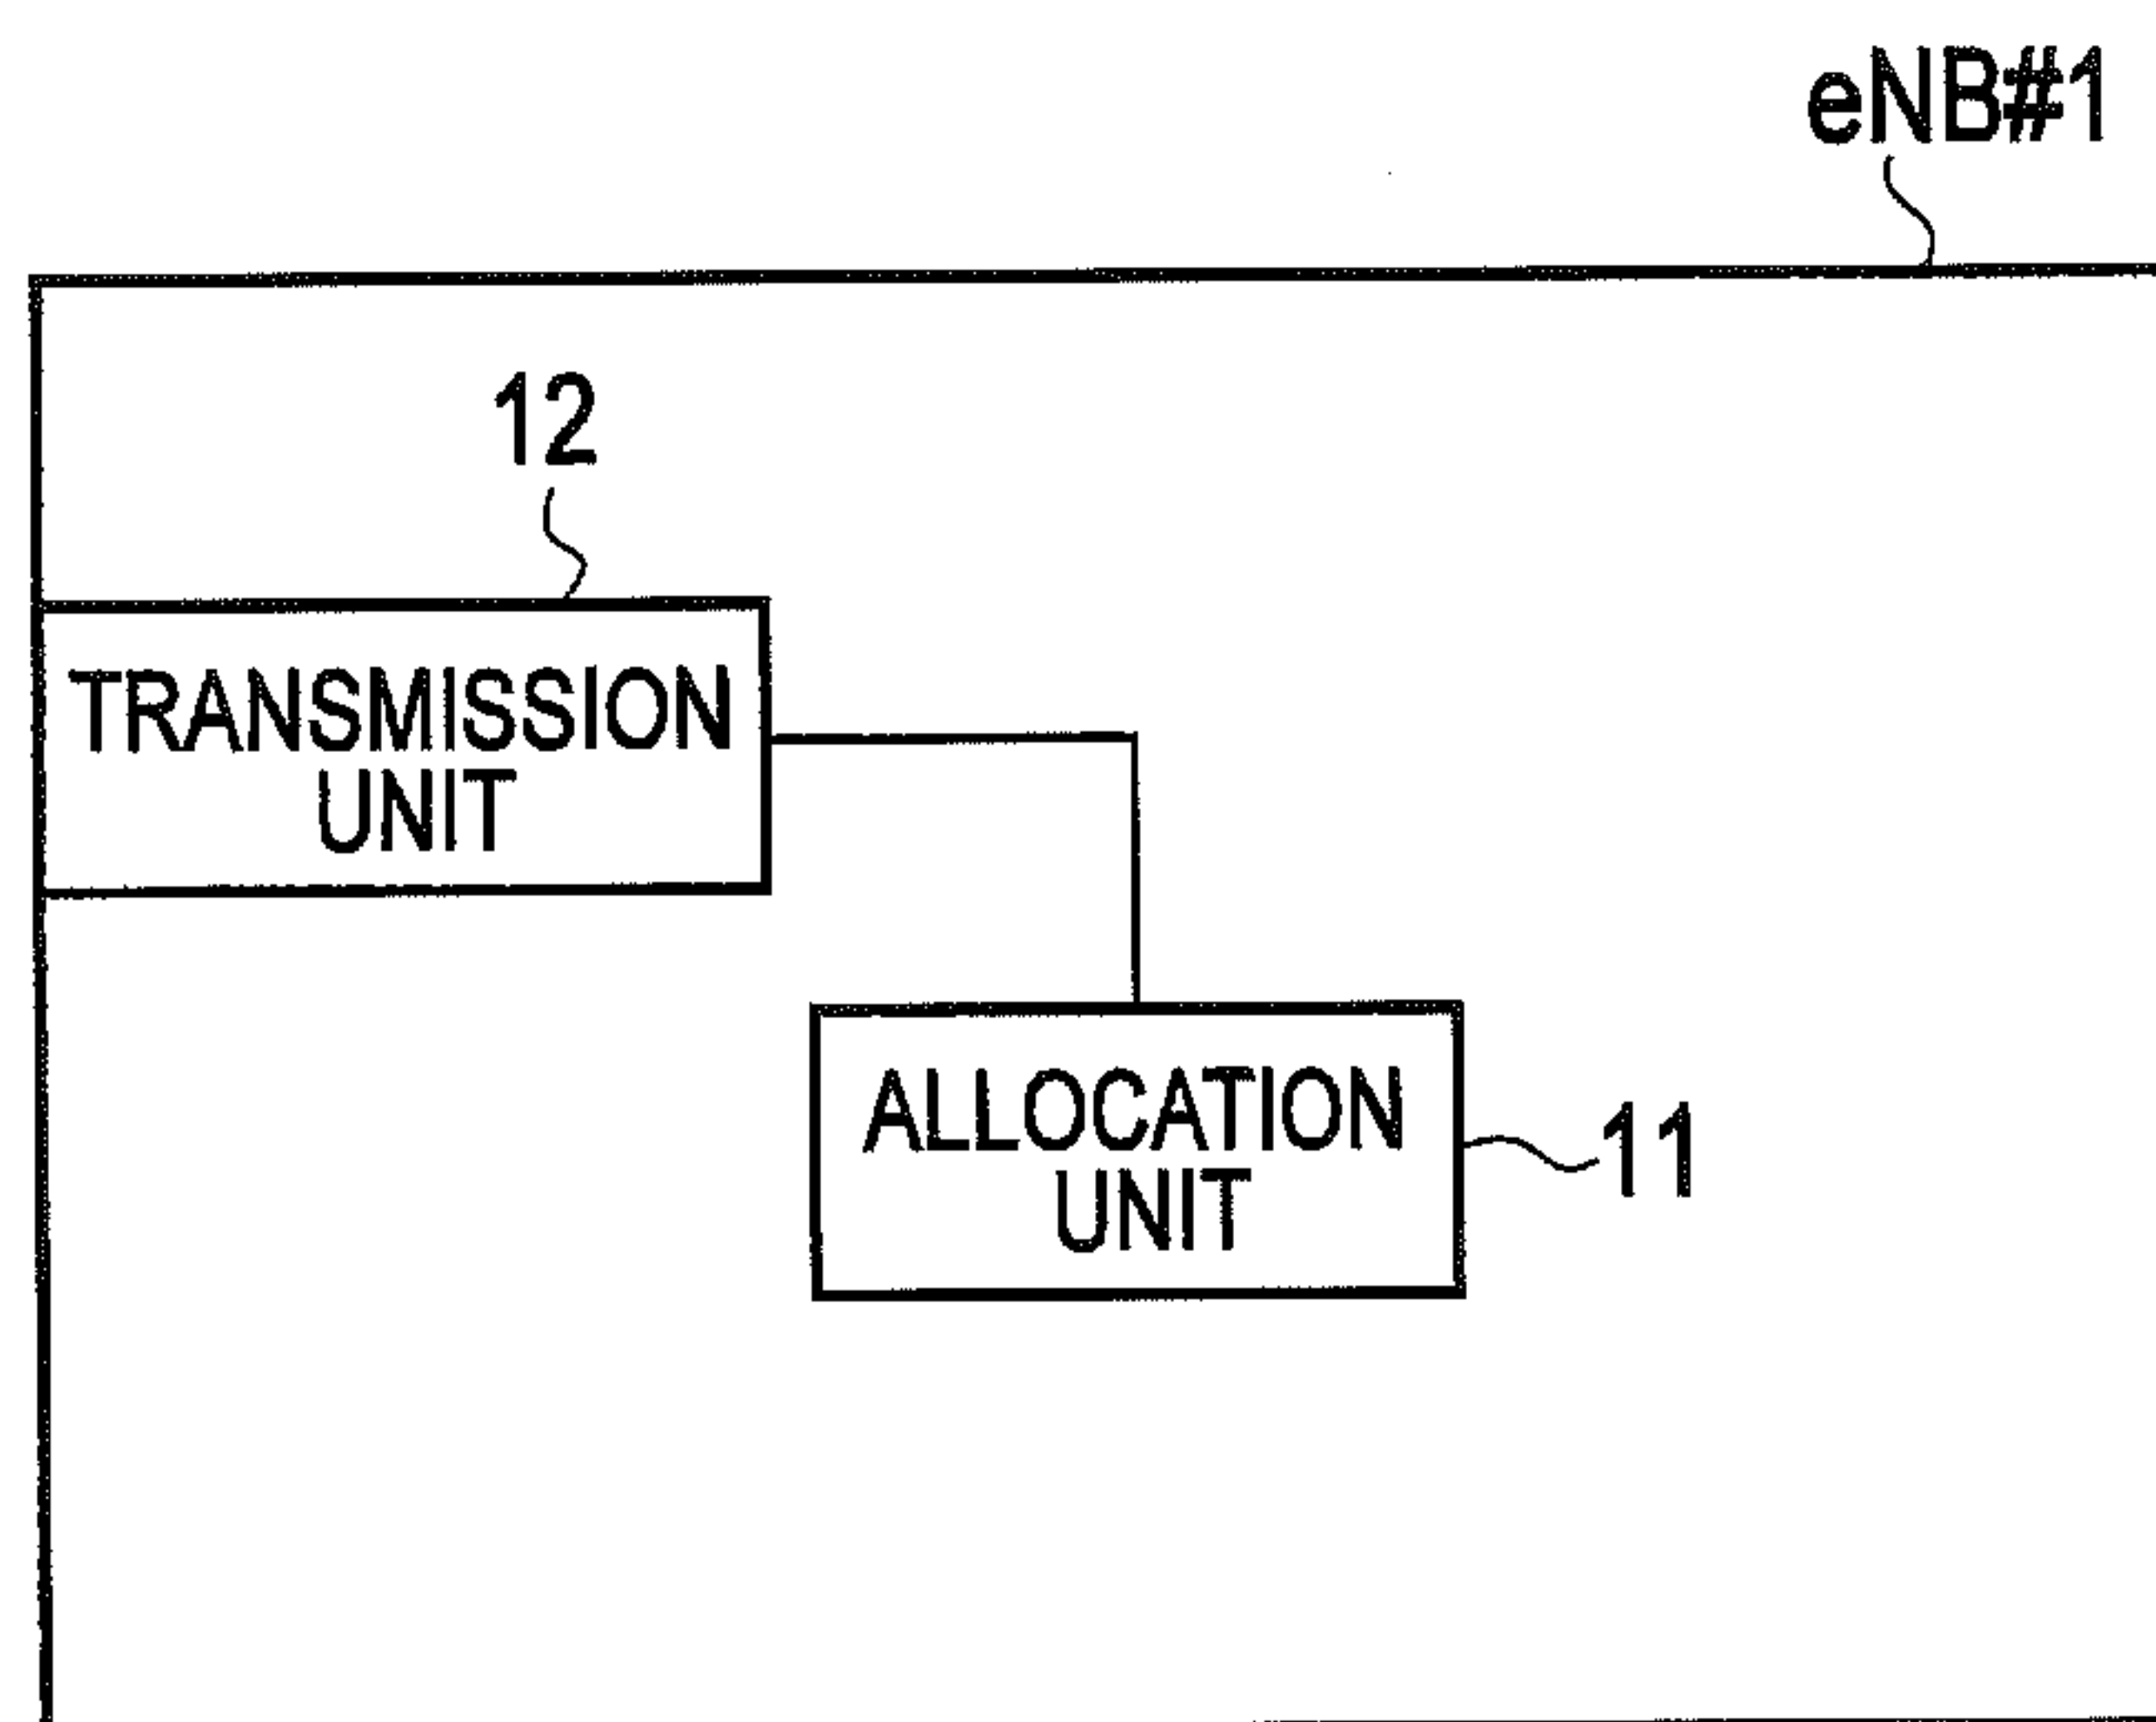 eNB#1
12
TRANSMISSION
UNIT
ALLOCATION
UNIT
11